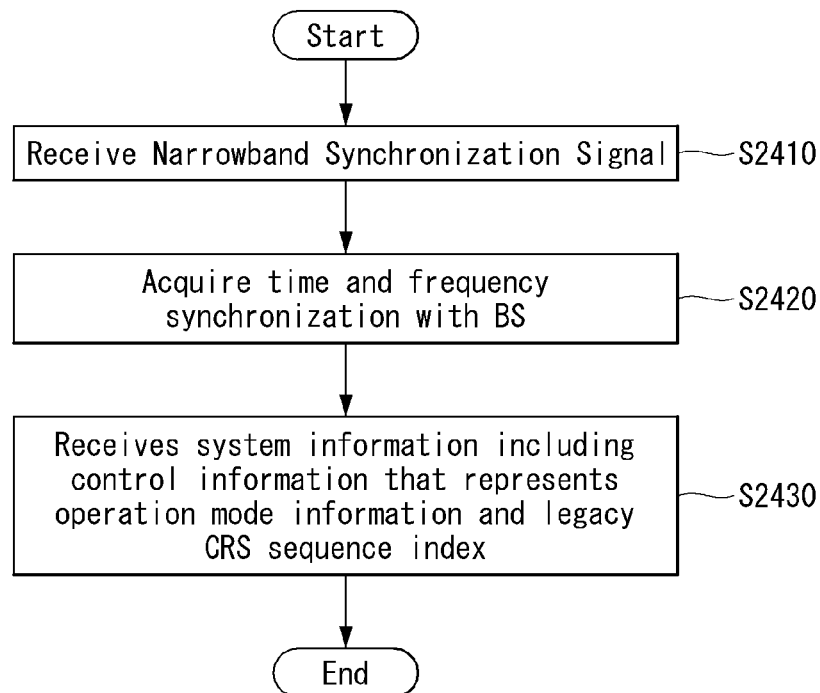 Start
Receive Narrowband Synchronization Signal
S2410
Acquire time and frequency
synchronization with BS
S2420
Receives system information including
control information that represents
operation mode information and legacy
CRS sequence index
S2430
End